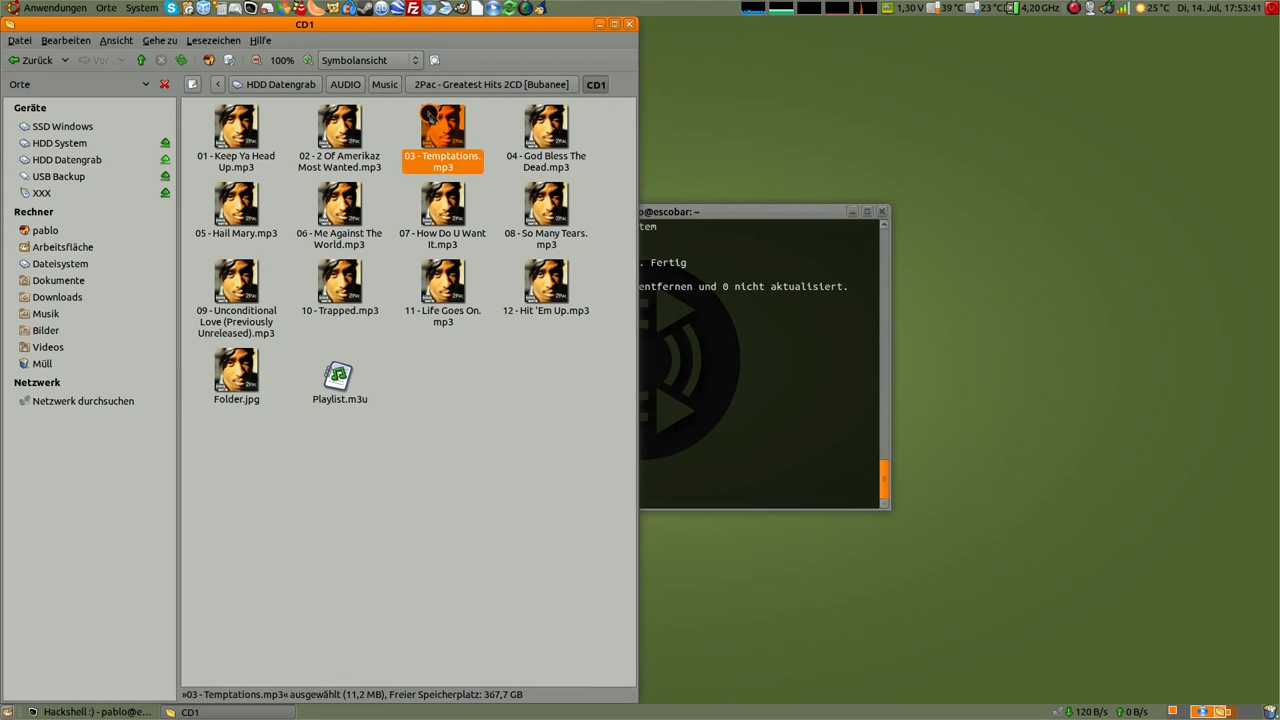 Anwendungen Orte System
1,30 V 39 °C 23 °C 4,20 GHz 25 °C Di, 14. Jul, 17:53:41
CD1
Datei Bearbeiten Ansicht Gehe zu Lesezeichen Hilfe
Zurück Vor 100% Symbolansicht
Orte
HDD Datengrab AUDIO Music 2Pac - Greatest Hits 2CD [Bubanee] CD1
Geräte
SSD Windows
HDD System
HDD Datengrab
USB Backup
XXX
Rechner
pablo
Arbeitsfläche
Dateisystem
Dokumente
Downloads
Musik
Bilder
Videos
Müll
Netzwerk
Netzwerk durchsuchen
01 - Keep Ya Head
Up.mp3
02 - 2 Of Amerikaz
Most Wanted.mp3
03 - Temptations.
mp3
04 - God Bless The
Dead.mp3
05 - Hail Mary.mp3
06 - Me Against The
World.mp3
07 - How Do U Want
It.mp3
08 - So Many Tears.
mp3
09 - Unconditional
Love (Previously
Unreleased).mp3
10 - Trapped.mp3
11 - Life Goes On.
mp3
12 - Hit 'Em Up.mp3
Folder.jpg
Playlist.m3u
»03 - Temptations.mp3« ausgewählt (11,2 MB), Freier Speicherplatz: 367,7 GB
o@escobar: ~
tem
. Fertig
entfernen und 0 nicht aktualisiert.
Hackshell :) - pablo@e... CD1
120 B/s 0 B/s